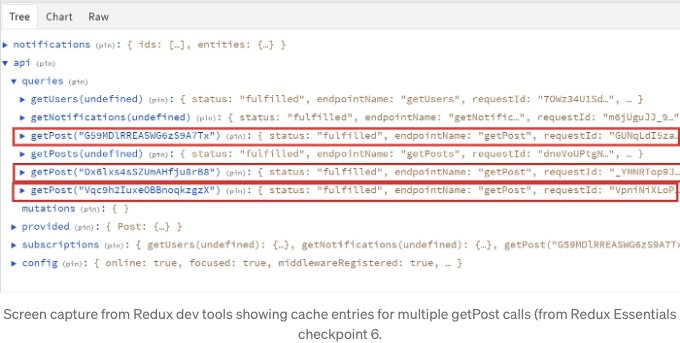 Tree Chart Raw
▶ notifications (pin): { ids: […], entities: {…} }
▼ api (pin)
▼ queries (pin)
▶ getUsers(undefined) (pin): { status: "fulfilled", endpointName: "getUsers", requestId: "7OWz34U1Sd…", … }
▶ getNotifications(undefined) (pin): { status: "fulfilled", endpointName: "getNotific…", requestId: "m6jUguJJ_9…"
▶ getPost("G59MDlRREASWG6zS9A7Tx") (pin): { status: "fulfilled", endpointName: "getPost", requestId: "GUNqLdI5za…
▶ getPosts(undefined) (pin): { status: "fulfilled", endpointName: "getPosts", requestId: "dneVoUPtgN…", … }
▶ getPost("Dx6lxs4sSZUmAHfju8rB8") (pin): { status: "fulfilled", endpointName: "getPost", requestId: "_YMNRTop9J…
▶ getPost("Vqc9hZIuxeOBBnoqkzgzX") (pin): { status: "fulfilled", endpointName: "getPost", requestId: "VpniNiXLoP…
mutations (pin): { }
▶ provided (pin): { Post: {…} }
▶ subscriptions (pin): { getUsers(undefined): {…}, getNotifications(undefined): {…}, getPost("G59MDlRREASWG6zS9A7Tx
▶ config (pin): { online: true, focused: true, middlewareRegistered: true, … }
Screen capture from Redux dev tools showing cache entries for multiple getPost calls (from Redux Essentials
checkpoint 6.